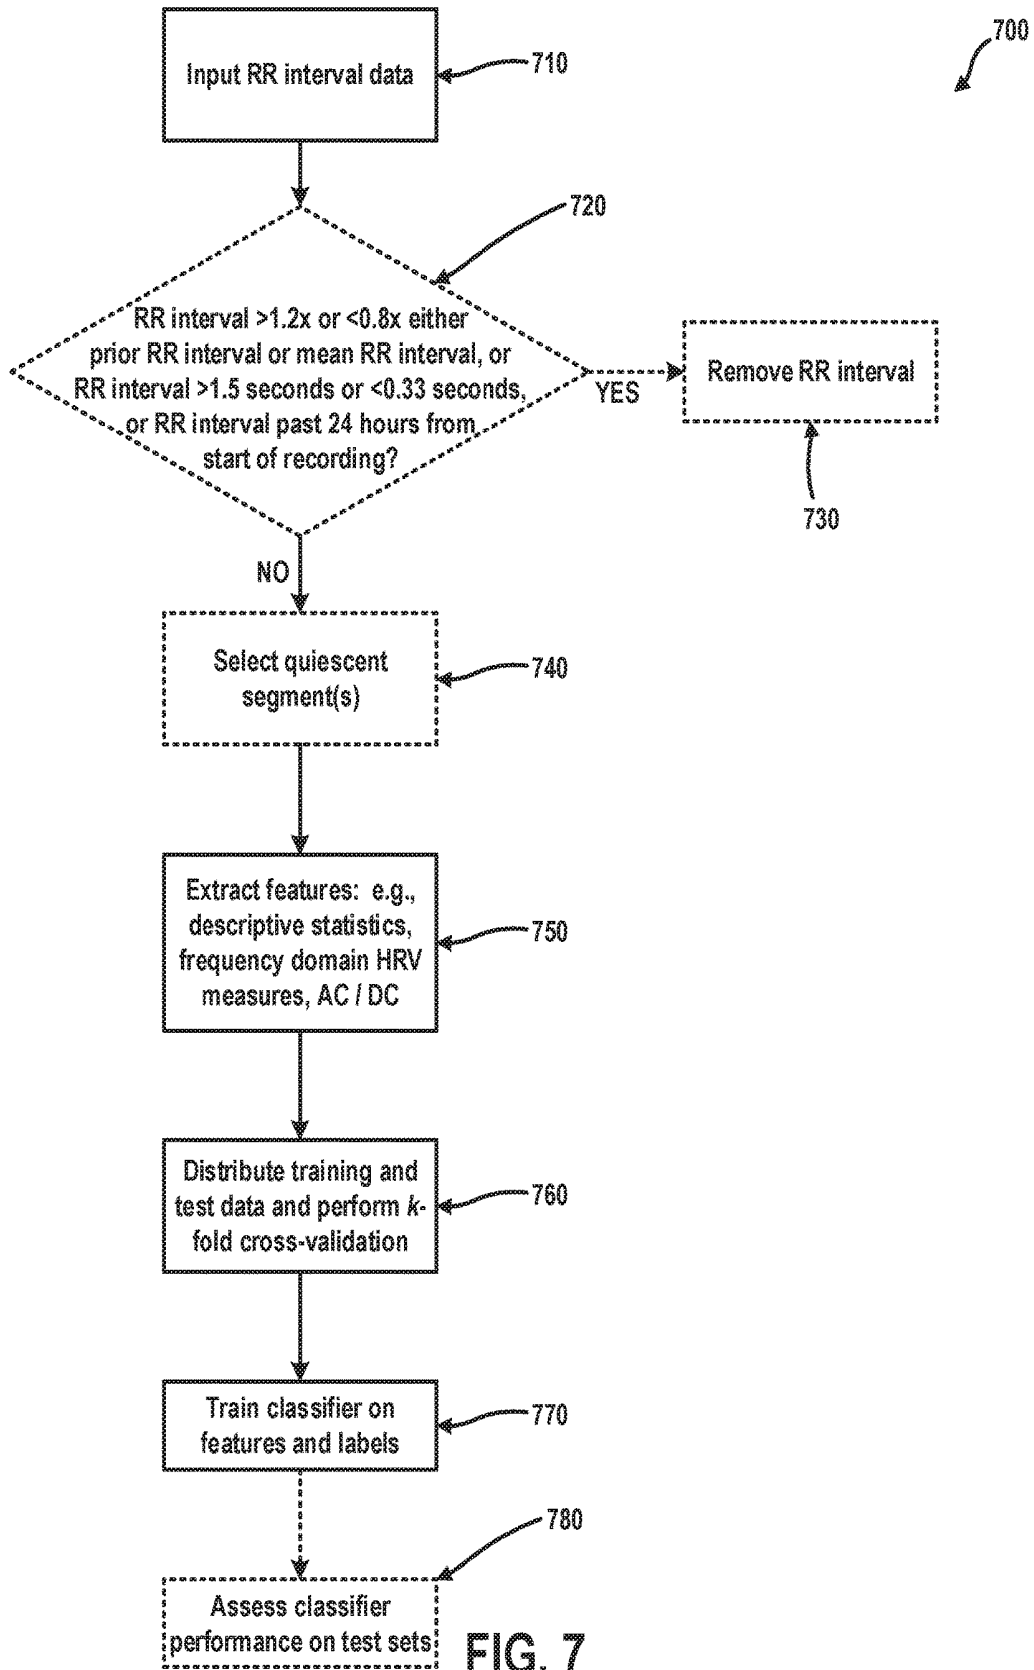 700
Input RR interval data
710
720
RR interval >1.2x or <0.8x either
prior RR interval or mean RR interval, or
RR interval >1.5 seconds or <0.33 seconds,
or RR interval past 24 hours from
start of recording?
YES
Remove RR interval
730
NO
Select quiescent
segment(s)
740
Extract features:  e.g.,
descriptive statistics,
frequency domain HRV
measures, AC / DC
750
Distribute training and
test data and perform k-
fold cross-validation
760
Train classifier on
features and labels
770
780
Assess classifier
performance on test sets
FIG. 7